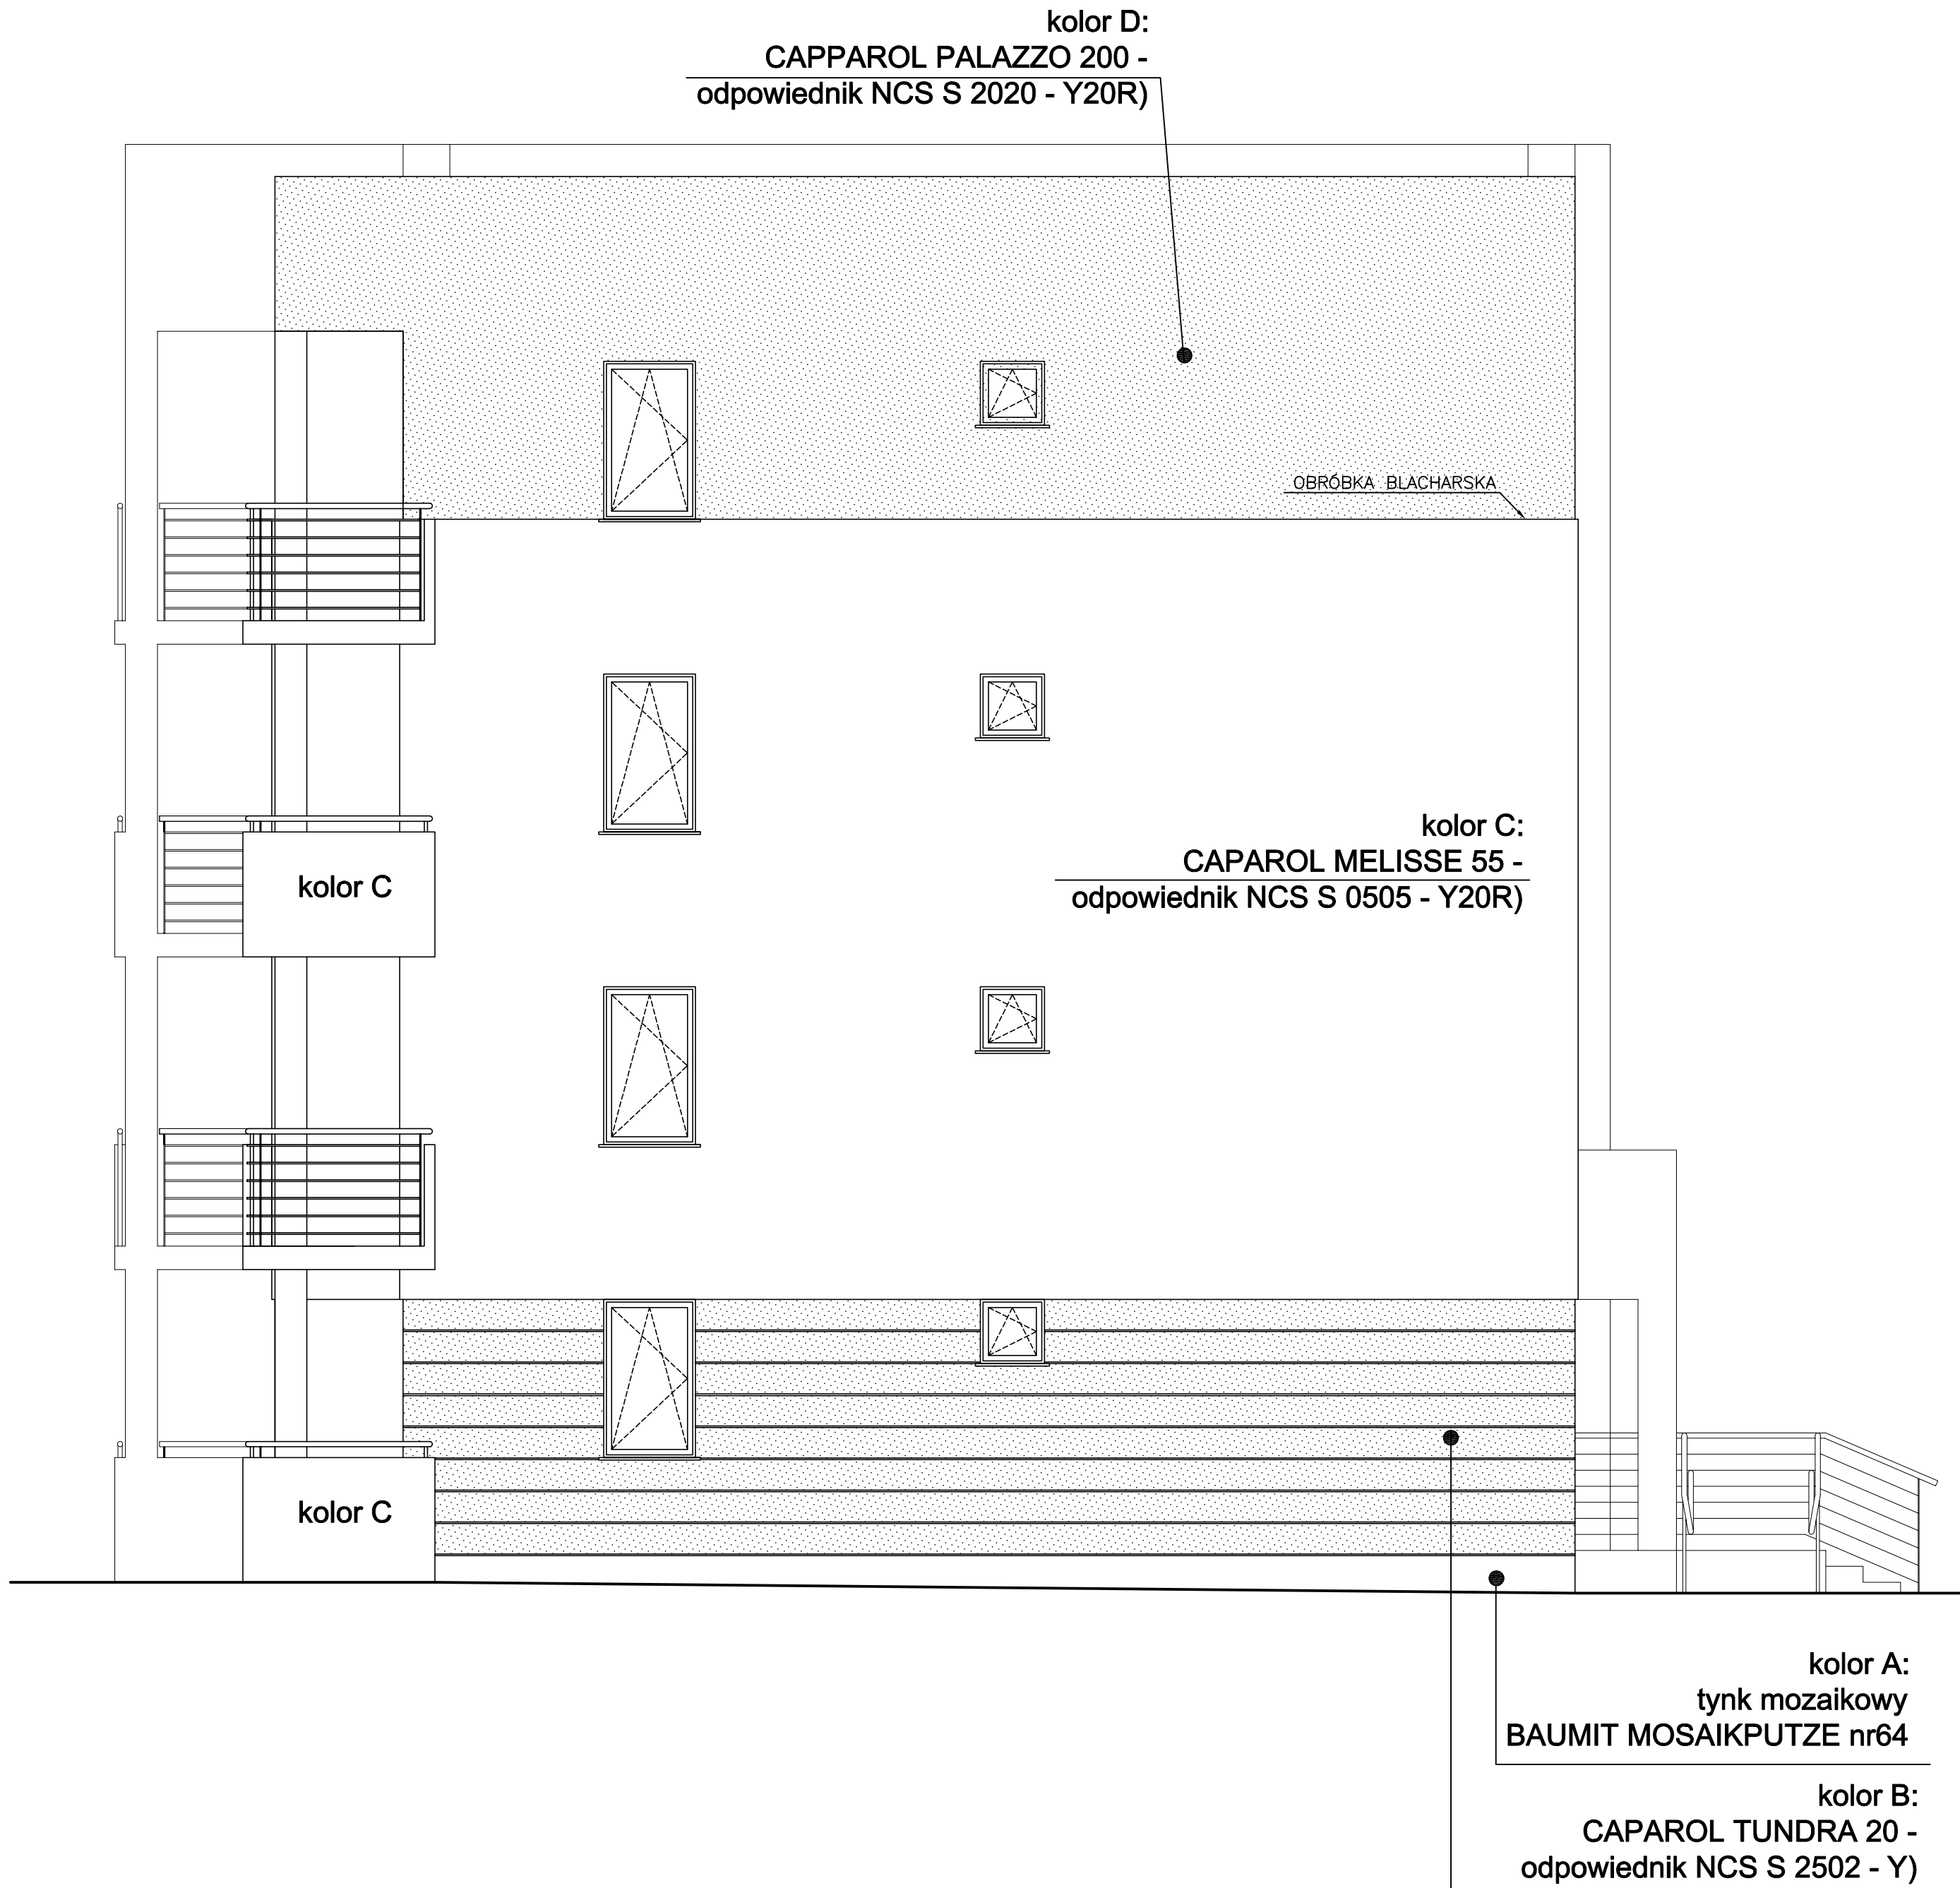 kolor D:
CAPPAROL PALAZZO 200 -
odpowiednik NCS S 2020 - Y20R)
OBRÓBKA BLACHARSKA
kolor C:
CAPAROL MELISSE 55 -
odpowiednik NCS S 0505 - Y20R)
kolor C
kolor C
kolor A:
tynk mozaikowy
BAUMIT MOSAIKPUTZE nr64
kolor B:
CAPAROL TUNDRA 20 -
odpowiednik NCS S 2502 - Y)